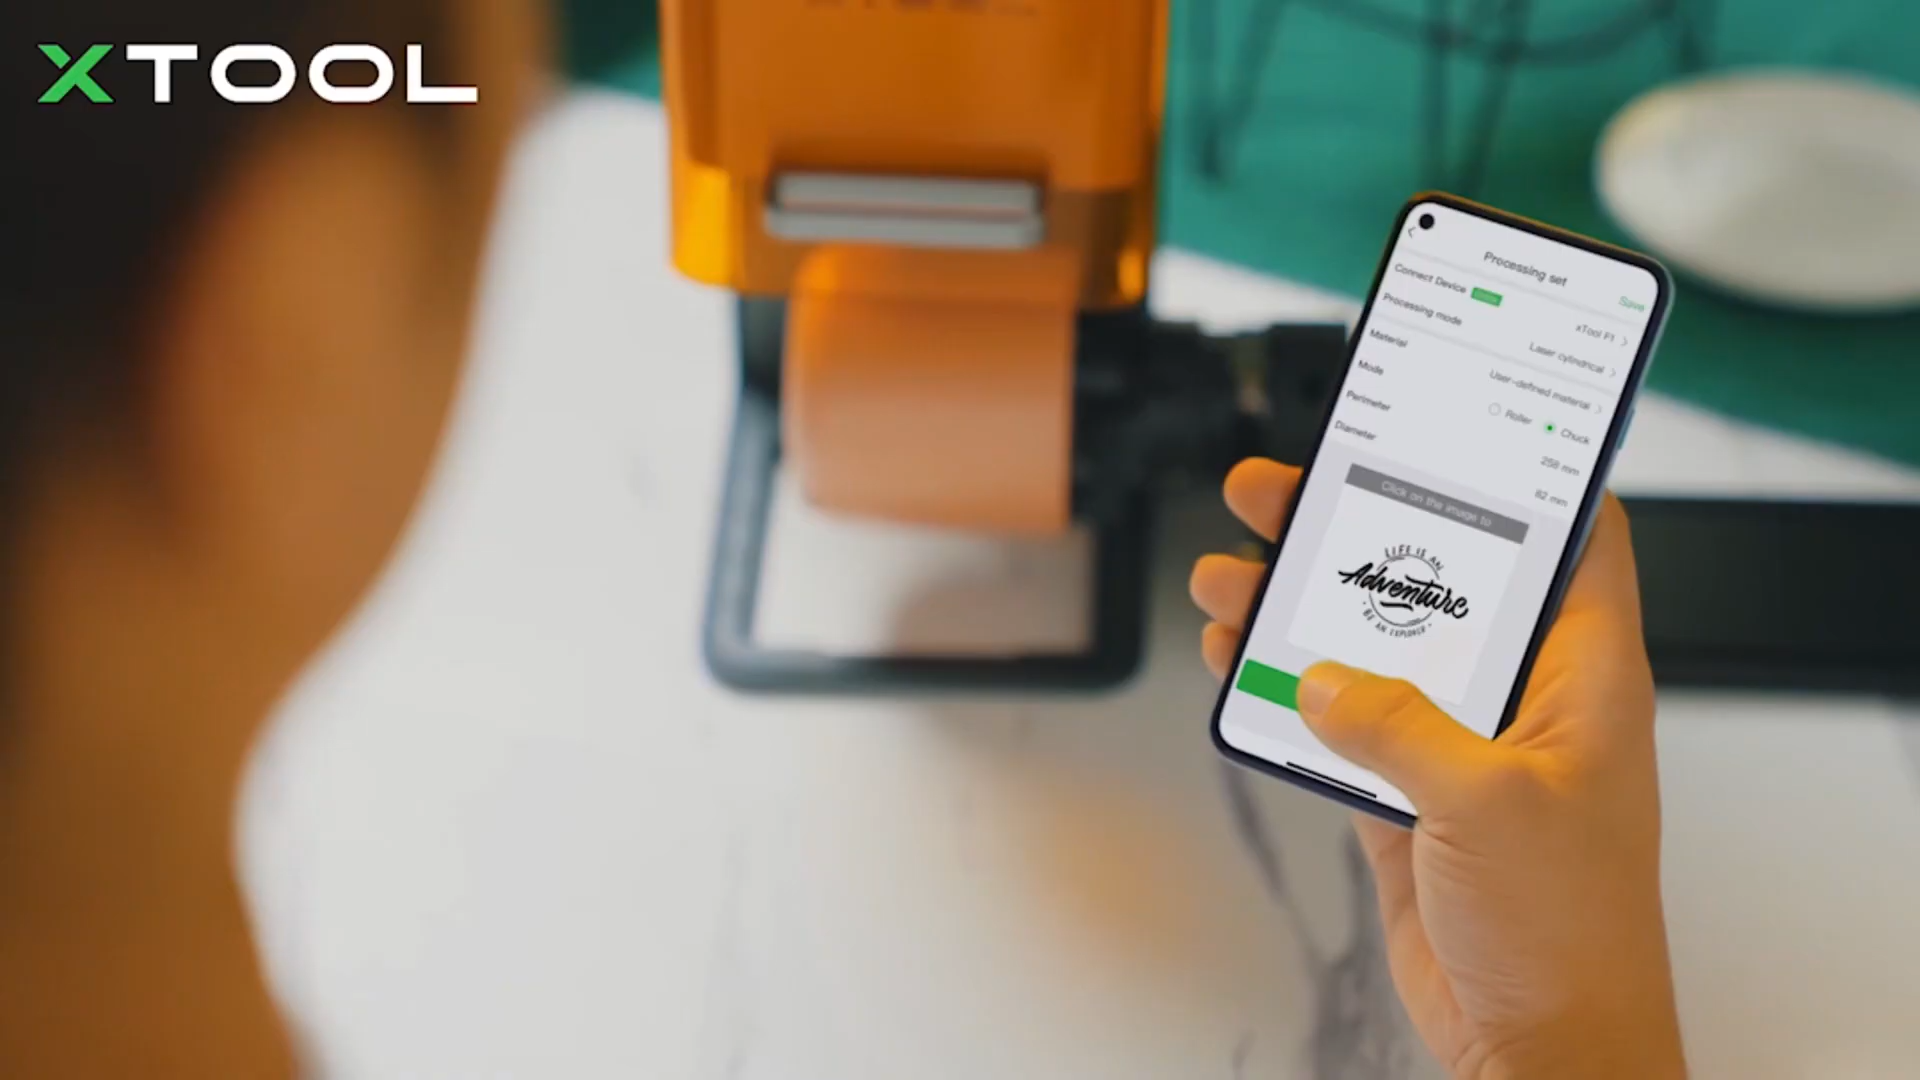 XTOOL
Processing set
Save
Connect Device
xTool F1
Processing mode
Laser cylindrical
Material
User-defined material
Mode
Roller
Chuck
Perimeter
258 mm
Diameter
82 mm
Click on the image to
LIFE IS AN
Adventure
• BE AN EXPLORER •